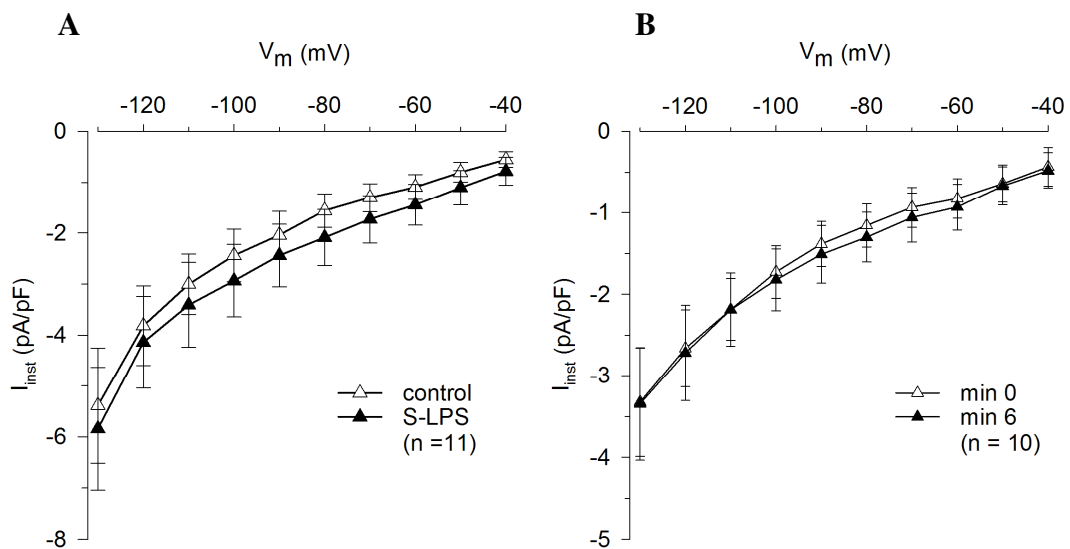 A
Vm (mV)
-120 -100 -80 -60 -40
0
-2
-4
-6
-8
Iinst (pA/pF)
control
S-LPS
(n =11)
B
Vm (mV)
-120 -100 -80 -60 -40
0
-1
-2
-3
-4
-5
Iinst (pA/pF)
min 0
min 6
(n = 10)